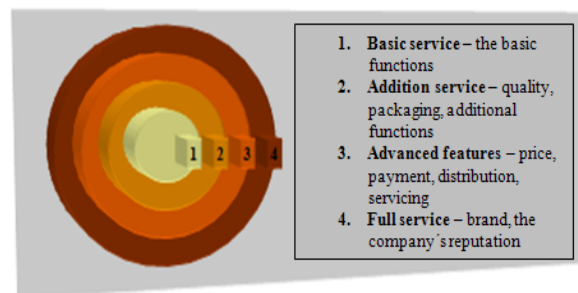 1 2 3 4
1. Basic service – the basic
functions
2. Addition service – quality,
packaging, additional
functions
3. Advanced features – price,
payment, distribution,
servicing
4. Full service – brand, the
company´s reputation